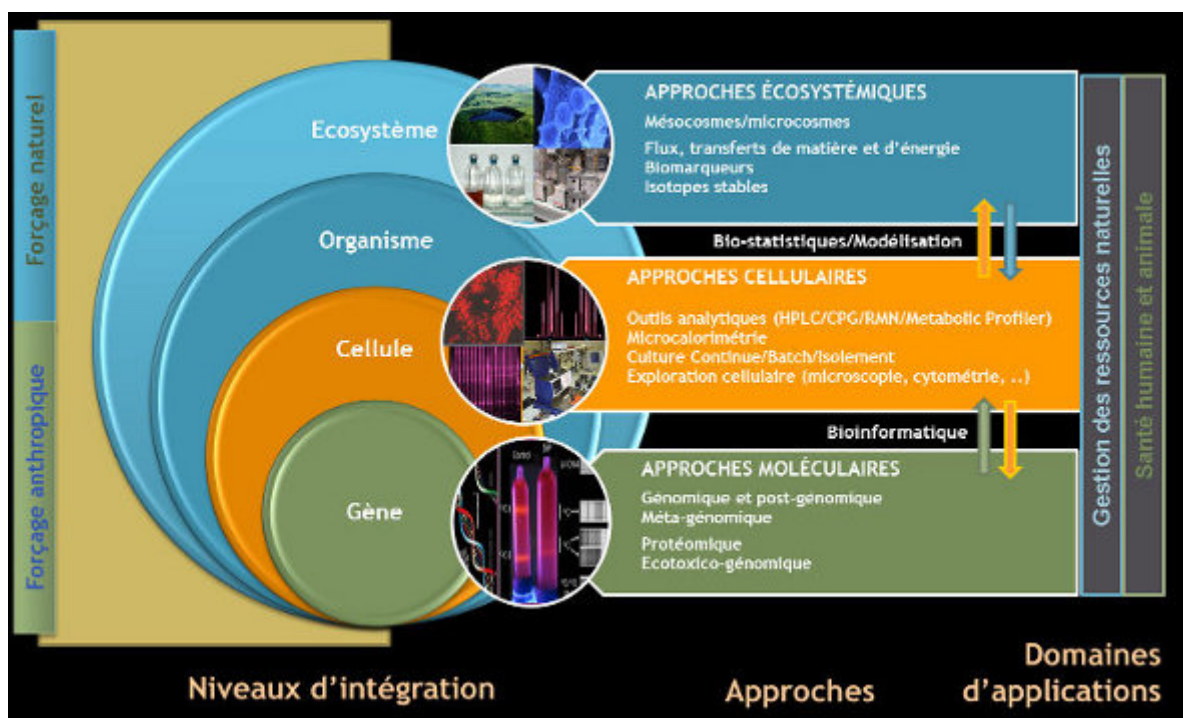 Forçage naturel
Forçage anthropique
Ecosystème
Organisme
Cellule
Gène
APPROCHES ÉCOSYSTÉMIQUES
Mésocosmes/microcosmes
Flux, transferts de matière et d'énergie
Biomarqueurs
Isotopes stables
Bio-statistiques/Modélisation
APPROCHES CELLULAIRES
Outils analytiques (HPLC/CPG/RMN/Metabolic Profiler)
Microcalorimétrie
Culture Continue/Batch/Isolement
Exploration cellulaire (microscopie, cytométrie, ..)
Bioinformatique
APPROCHES MOLÉCULAIRES
Génomique et post-génomique
Méta-génomique
Protéomique
Ecotoxico-génomique
Gestion des ressources naturelles
Santé humaine et animale
Niveaux d'intégration
Approches
Domaines
d'applications